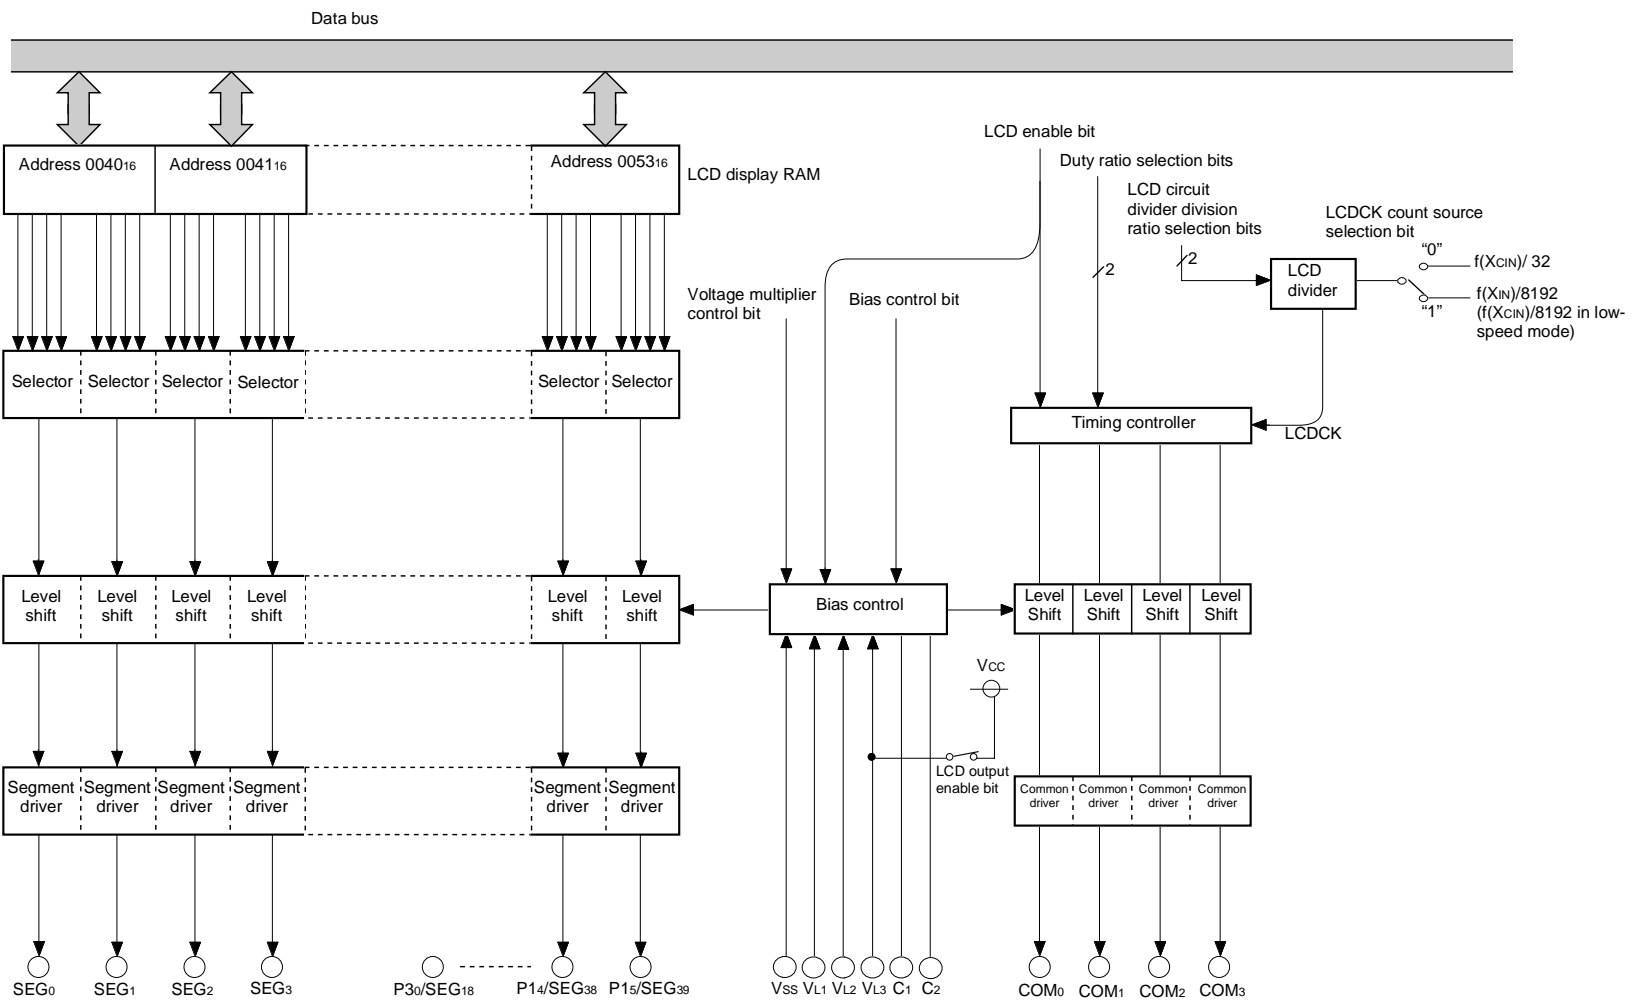 Data bus
LCD enable bit
Duty ratio selection bits
Address 004016
Address 004116
Address 005316
LCD display RAM
LCD circuit
divider division
ratio selection bits
LCDCK count source
selection bit
“0”
f(XCIN)/ 32
2
2
LCD
divider
f(XIN)/8192
(f(XCIN)/8192 in low-
speed mode)
“1”
Voltage multiplier
control bit
Bias control bit
Selector
Selector
Selector
Selector
Selector
Selector
Timing controller
LCDCK
Level
shift
Level
shift
Level
shift
Level
shift
Level
shift
Level
shift
Bias control
Level
Shift
Level
Shift
Level
Shift
Level
Shift
VCC
LCD output
enable bit
Segment
driver
Segment
driver
Segment
driver
Segment
driver
Segment
driver
Segment
driver
Common
driver
Common
driver
Common
driver
Common
driver
SEG0
SEG1
SEG2
SEG3
P30/SEG18
P14/SEG38
P15/SEG39
VSS
VL1
VL2
VL3
C1
C2
COM0
COM1
COM2
COM3